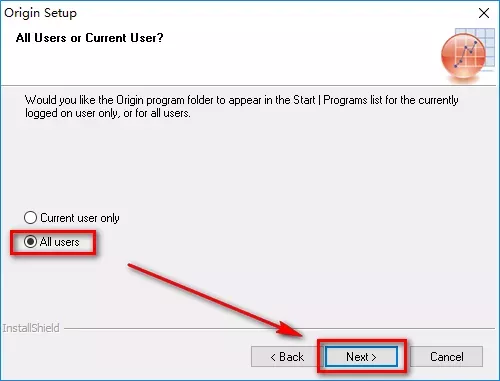 Origin Setup
All Users or Current User?
Would you like the Origin program folder to appear in the Start | Programs list for the currently
logged on user only, or for all users.
Current user only
All users
InstallShield
< Back Next > Cancel